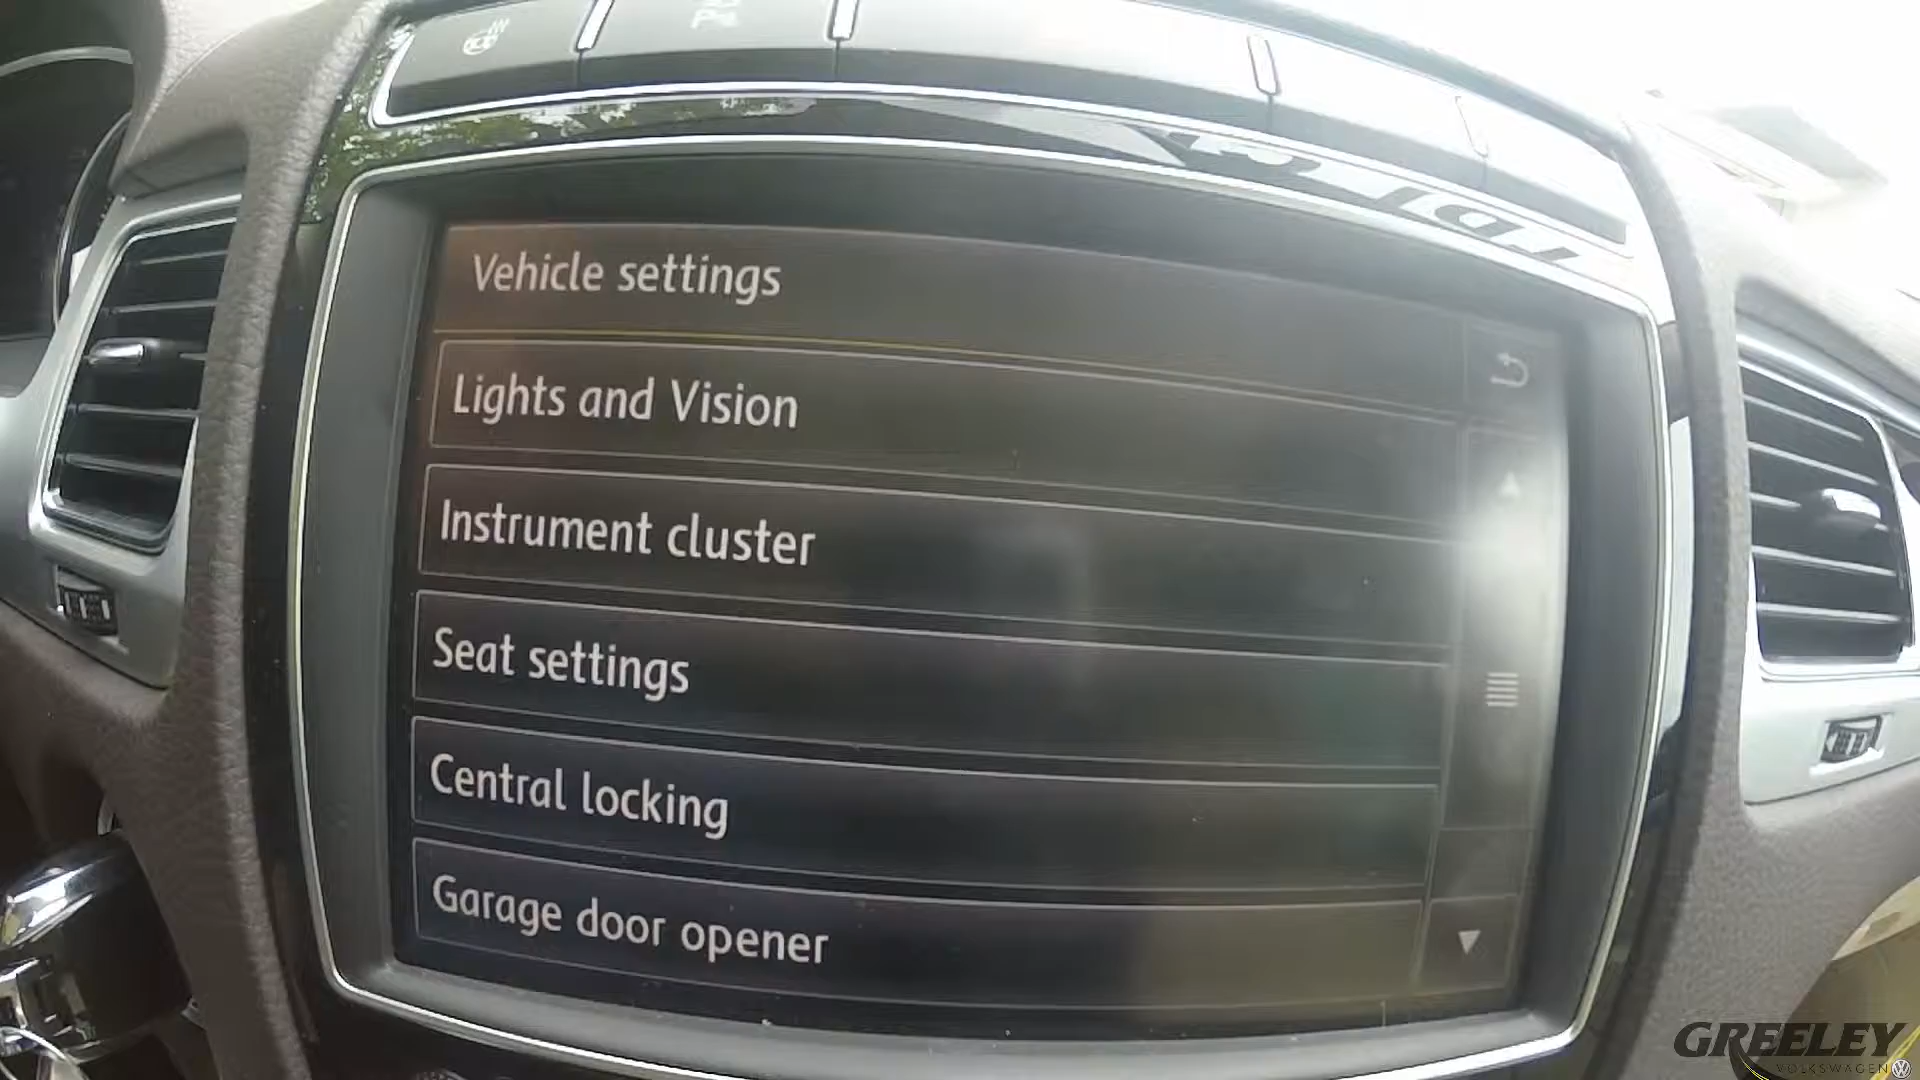 Vehicle settings
Lights and Vision
Instrument cluster
Seat settings
Central locking
Garage door opener
GREELEY
VOLKSWAGEN